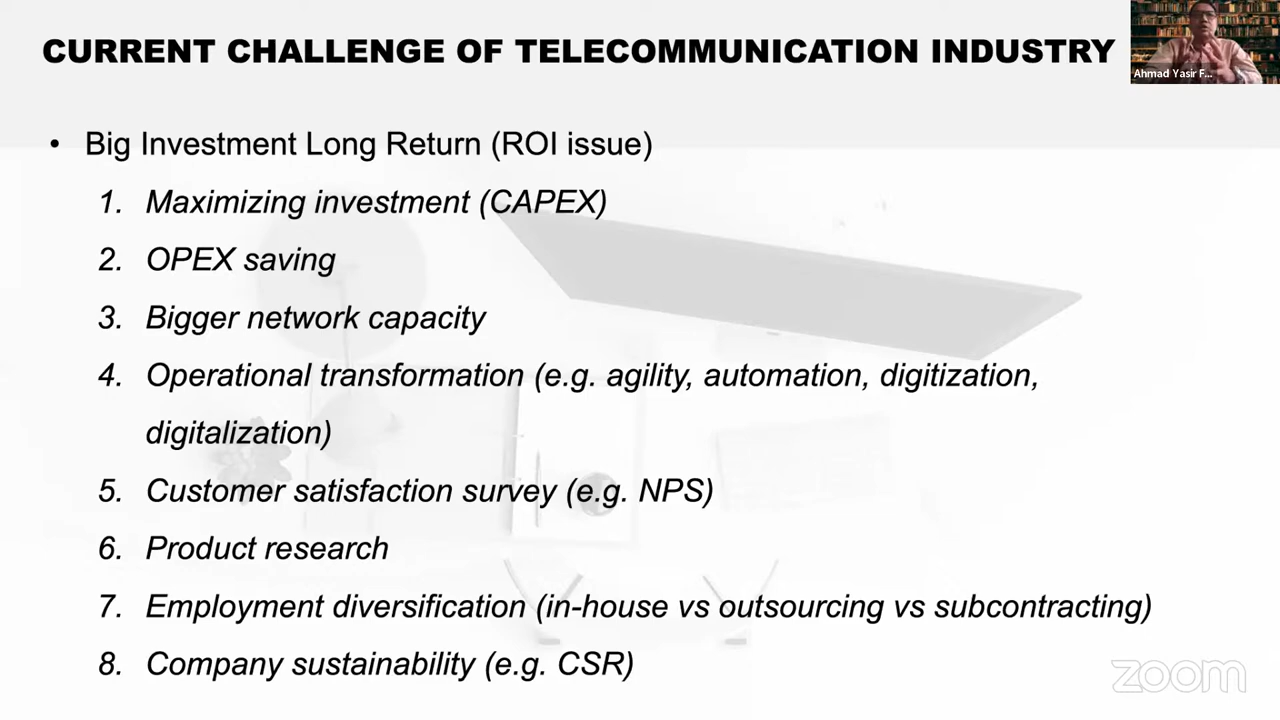 CURRENT CHALLENGE OF TELECOMMUNICATION INDUSTRY
Ahmad Yasir F...
• Big Investment Long Return (ROI issue)
1. Maximizing investment (CAPEX)
2. OPEX saving
3. Bigger network capacity
4. Operational transformation (e.g. agility, automation, digitization,
digitalization)
5. Customer satisfaction survey (e.g. NPS)
6. Product research
7. Employment diversification (in-house vs outsourcing vs subcontracting)
8. Company sustainability (e.g. CSR)
zoom